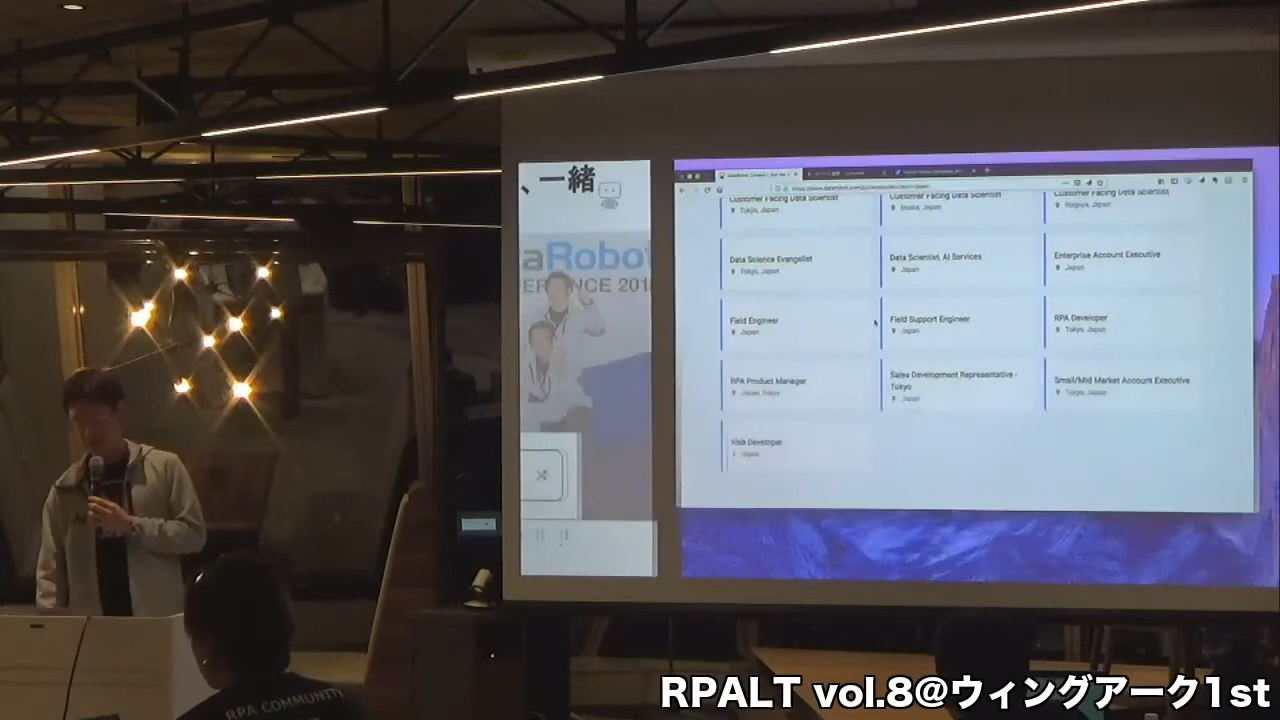 、一緒
aRobot
ERENCE 201
Customer Facing Data Scientist
Tokyo, Japan
Customer Facing Data Scientist
Osaka, Japan
Customer Facing Data Scientist
Nagoya, Japan
Data Science Evangelist
Tokyo, Japan
Data Scientist, AI Services
Japan
Enterprise Account Executive
Japan
Field Engineer
Japan
Field Support Engineer
Japan
RPA Developer
Tokyo, Japan
RPA Product Manager
Japan, Tokyo
Sales Development Representative -
Tokyo
Japan
Small/Mid Market Account Executive
Tokyo, Japan
Web Developer
Japan
RPA COMMUNITY
RPALT vol.8@ウィングアーク1st